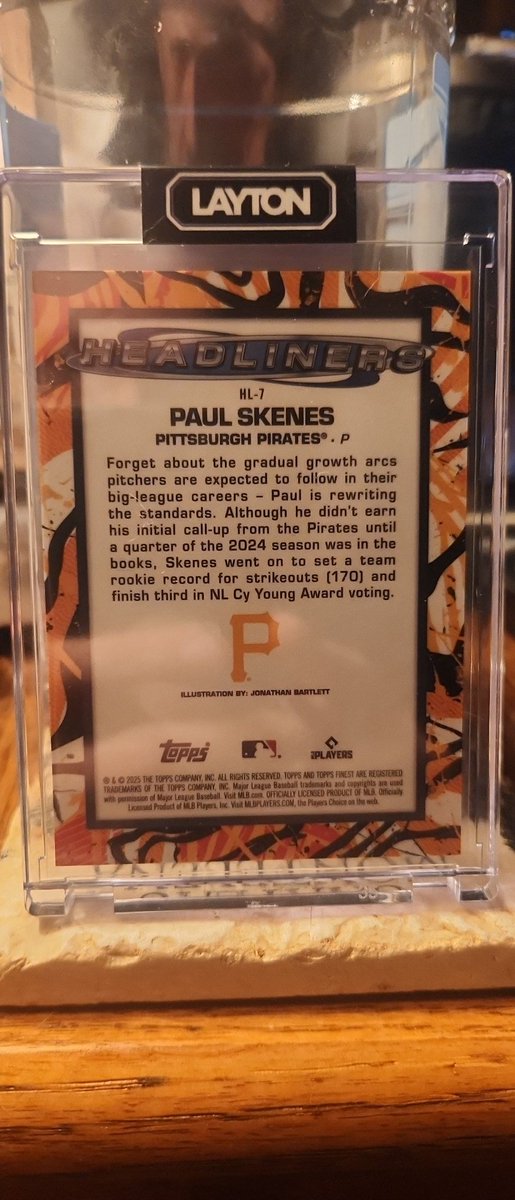 LAYTON
HEADLINERS
HL-7
PAUL SKENES
PITTSBURGH PIRATES® · P
Forget about the gradual growth arcs
pitchers are expected to follow in their
big-league careers – Paul is rewriting
the standards. Although he didn't earn
his initial call-up from the Pirates until
a quarter of the 2024 season was in the
books, Skenes went on to set a team
rookie record for strikeouts (170) and
finish third in NL Cy Young Award voting.
P
ILLUSTRATION BY: JONATHAN BARTLETT
Topps
PLAYERS
® & © 2025 THE TOPPS COMPANY, INC. ALL RIGHTS RESERVED. TOPPS AND TOPPS FINEST ARE REGISTERED
TRADEMARKS OF THE TOPPS COMPANY, INC. Major League Baseball trademarks and copyrights are used
with permission of Major League Baseball. Visit MLB.com. OFFICIALLY LICENSED PRODUCT OF MLB. Officially
Licensed Product of MLB Players, Inc. Visit MLBPLAYERS.COM, the Players Choice on the web.